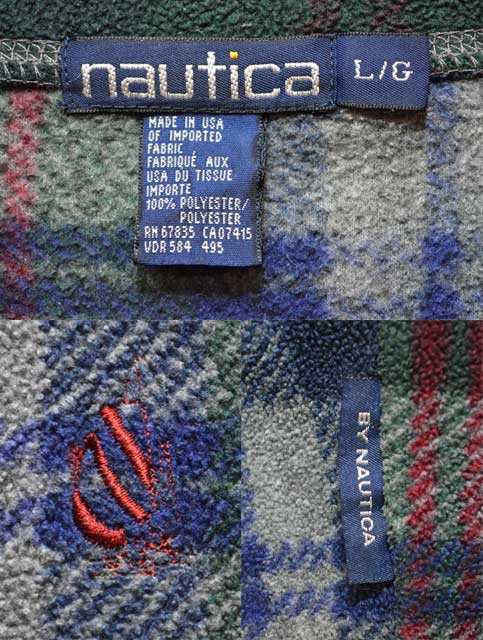 nautica
L/G
MADE IN USA
OF IMPORTED
FABRIC
FABRIQUÉ AUX
USA DU TISSUE
IMPORTE
100% POLYESTER/
POLYESTER
RN 67835 CA07415
VDR 584 495
BY NAUTICA